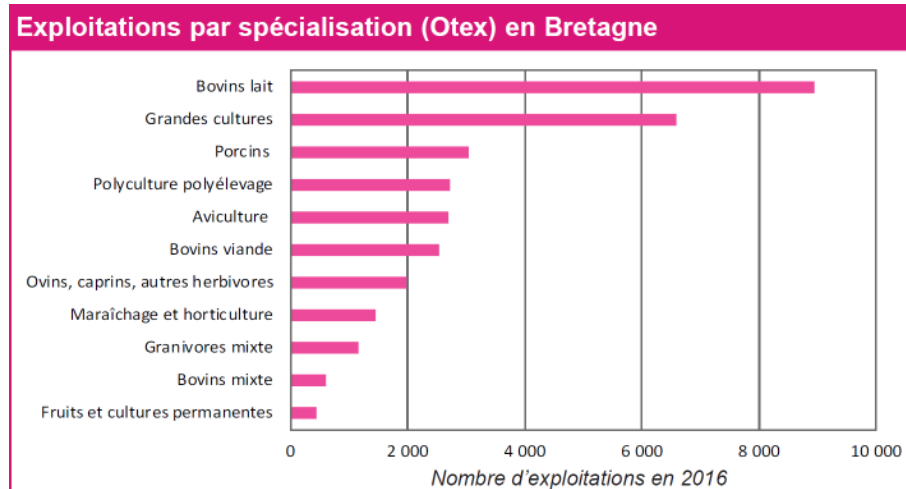 Exploitations par spécialisation (Otex) en Bretagne
Bovins lait
Grandes cultures
Porcins
Polyculture polyélevage
Aviculture
Bovins viande
Ovins, caprins, autres herbivores
Maraîchage et horticulture
Granivores mixte
Bovins mixte
Fruits et cultures permanentes
0 2 000 4 000 6 000 8 000 10 000
Nombre d'exploitations en 2016